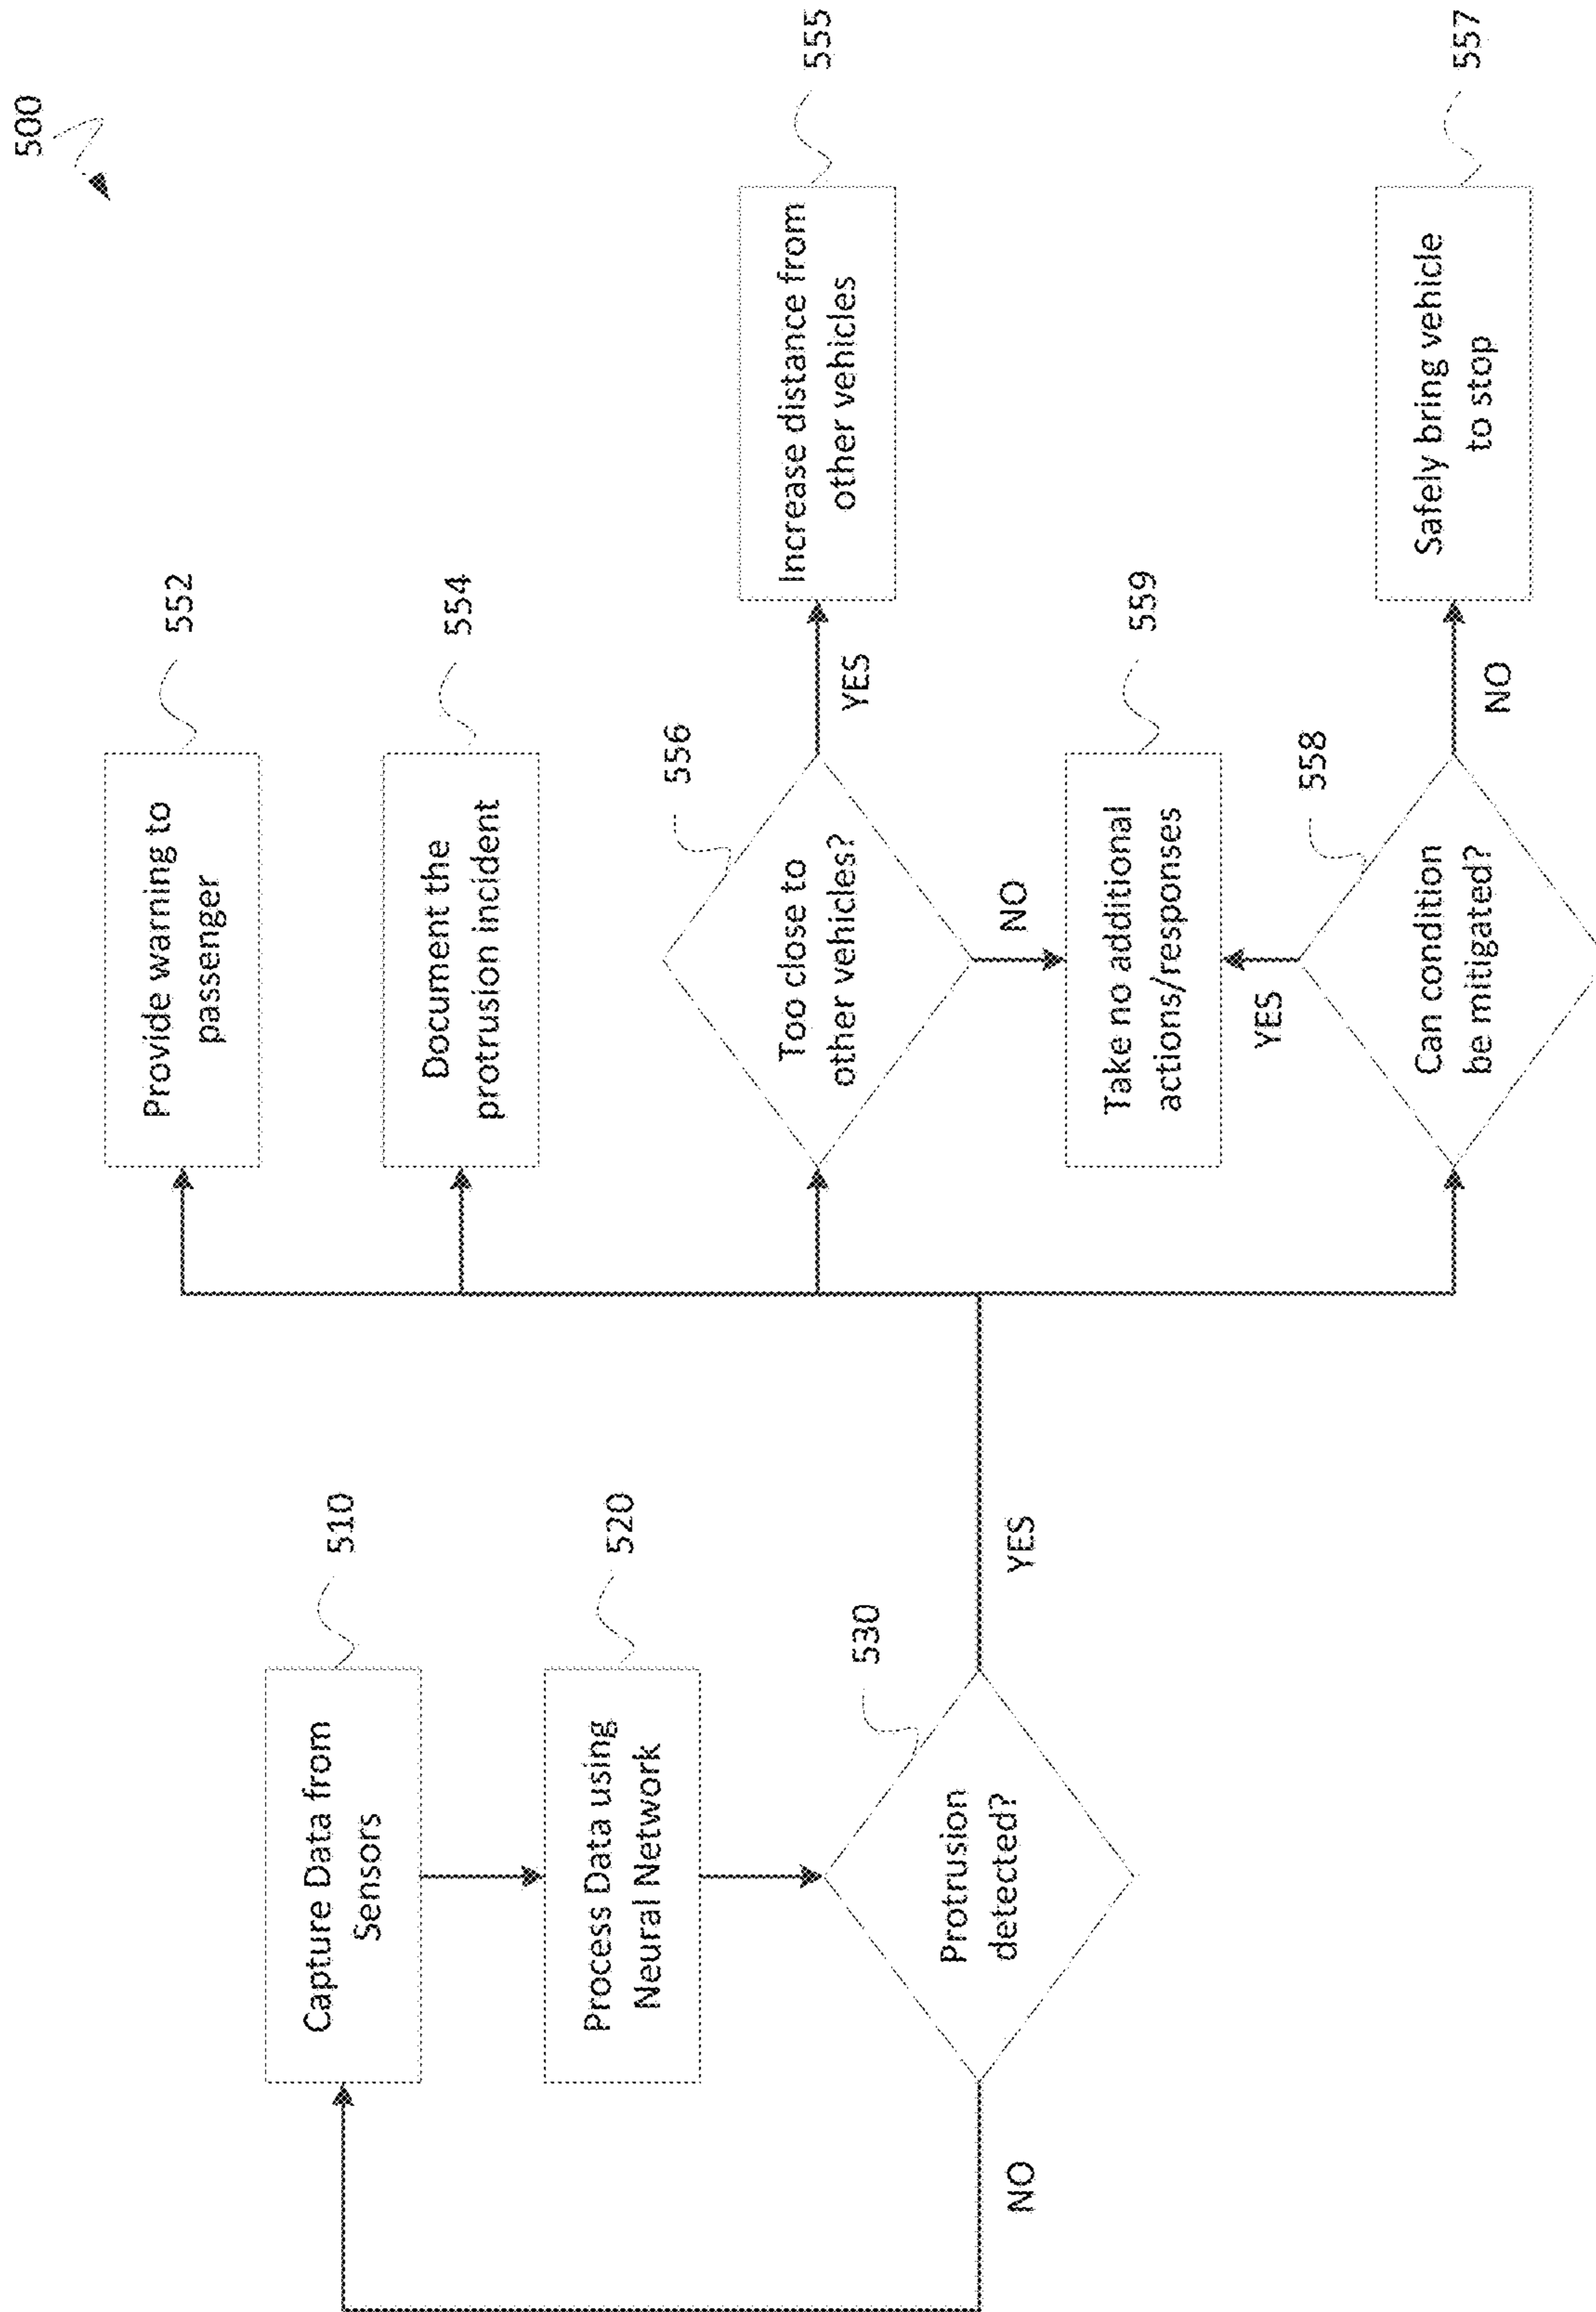 500
Capture Data from
Sensors
510
Process Data using
Neural Network
520
Protrusion
detected?
530
NO
YES
Provide warning to
passenger
552
Document the
protrusion incident
554
Too close to
other vehicles?
556
YES
Increase distance from
other vehicles
555
NO
Take no additional
actions/responses
559
YES
Can condition
be mitigated?
558
NO
Safely bring vehicle
to stop
557